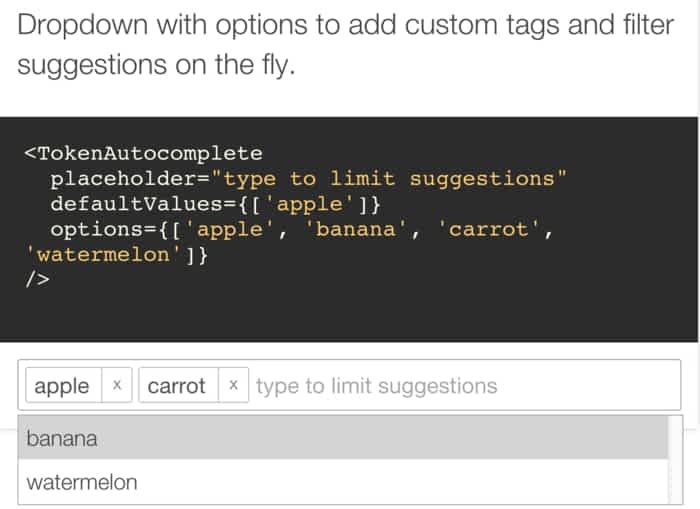 Dropdown with options to add custom tags and filter
suggestions on the fly.
<TokenAutocomplete
placeholder="type to limit suggestions"
defaultValues={['apple']}
options={['apple', 'banana', 'carrot',
'watermelon']}
/>
apple x carrot x type to limit suggestions
banana
watermelon